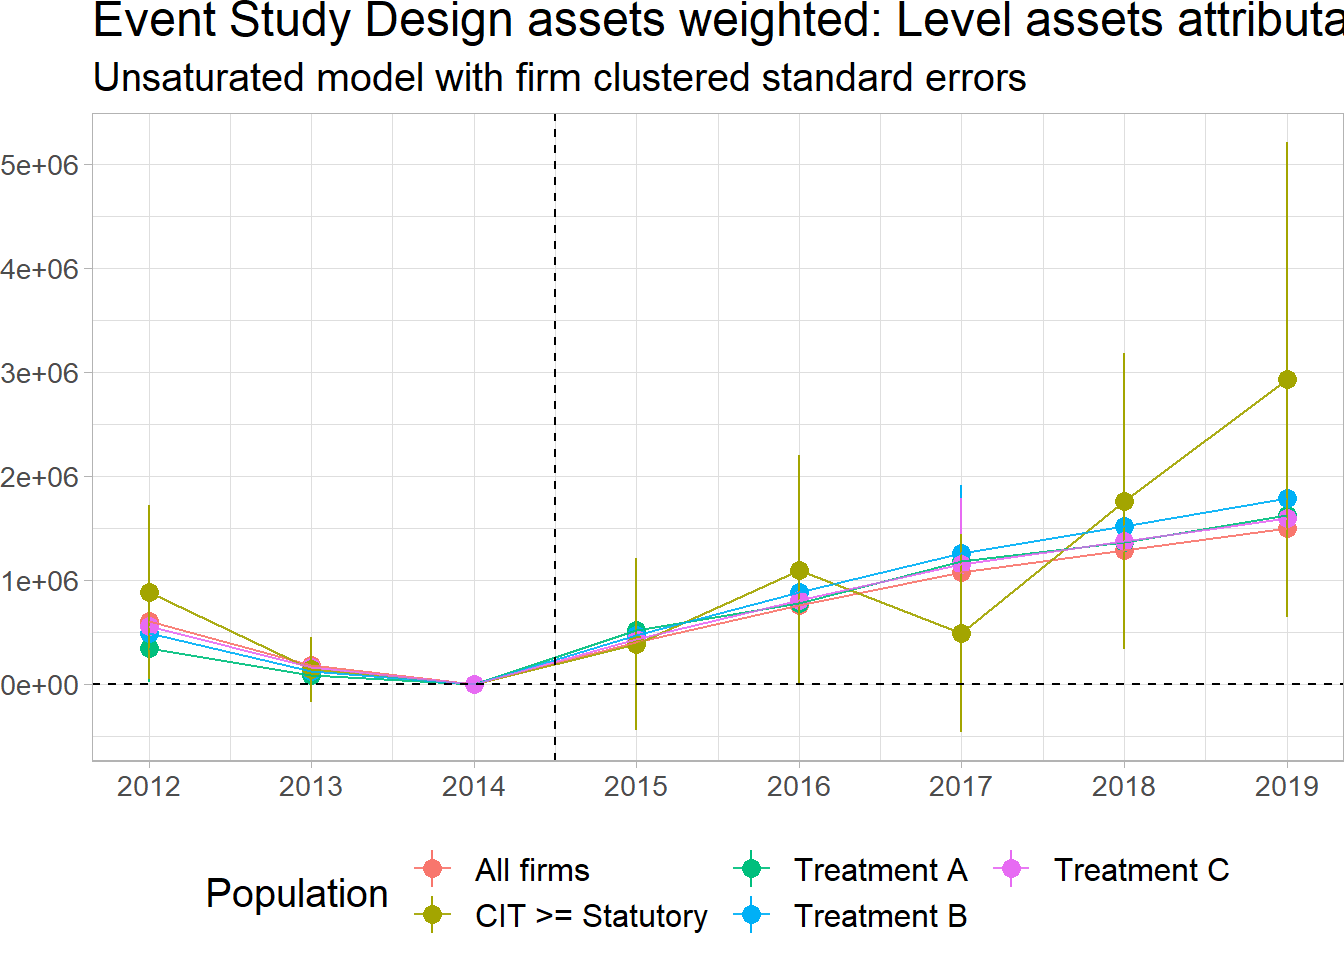 Event Study Design assets weighted: Level assets
Unsaturated model with firm clustered standard errors
5e+06
4e+06
3e+06
2e+06
1e+06
0e+00
2012 2013 2014 2015 2016 2017 2018 2019
Population
All firms Treatment A Treatment C
CIT >= Statutory Treatment B